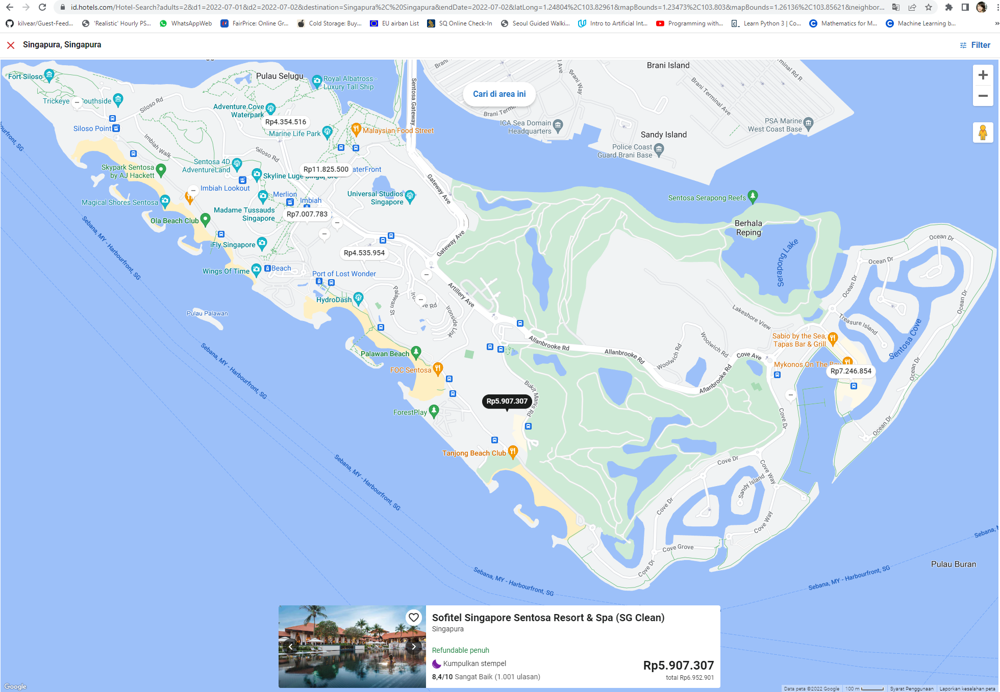 id.hotels.com/Hotel-Search?adults=2&d1=2022-07-01&d2=2022-07-02&destination=Singapura%2C%20Singapura&endDate=2022-07-02&latLong=1.24804%2C103.82961&mapBounds=1.23473%2C103.803&mapBounds=1.26136%2C103.85621&neighbor...
kilvear/Guest-Feed...
'Realistic' Hourly PS...
WhatsAppWeb
FairPrice: Online Gr...
Cold Storage: Buy...
EU airban List
SQ Online Check-In
Seoul Guided Walki...
Intro to Artificial Int...
Programming with...
Learn Python 3 | Co...
Mathematics for M...
Machine Learning b...
Singapura, Singapura
Filter
Brani Island
Cari di area ini
Brani Way
Brani Terminal Ave
Fort Siloso
Pulau Selugu
Royal Albatross -
Luxury Tall Ship
Sentosa Gateway
Siloso Rd
Adventure Cove
Waterpark
Rp4.354.516
Marine Life Park
Malaysian Food Street
ICA Sea Domain
Headquarters
PSA Marine
West Coast Base
Sandy Island
Police Coast
Guard Brani Base
Siloso Point
Imbiah Walk
Siloso Rd
Skypark Sentosa
by AJ Hackett
Sentosa 4D
AdventureLand
Rp11.825.500
Gateway Ave
Imbiah Lookout
Merlion
Imbiah
Universal Studios
Singapore
Magical Shores Sentosa
Madame Tussauds
Singapore
Rp7.007.783
Ola Beach Club
iFly Singapore
Rp4.535.954
Gateway Ave
Wings Of Time
Beach
Port of Lost Wonder
HydroDash
Artillery Ave
Palawan St
Ironside Link
Pulau Palawan
Sentosa Serapong Reefs
Berhala
Reping
Serapong Lake
Ocean Dr
Ocean Dr
Ocean Dr
Ocean Dr
Lakeshore View
Treasure Island
Sentosa Cove
Allanbrooke Rd
Allanbrooke Rd
Woolwich Rd
Woolwich Rd
Cove Ave
Allanbrooke Rd
Sabio by the Sea,
Tapas Bar & Grill
Rp7.246.854
Ocean Dr
Ocean Dr
Palawan Beach
FOC Sentosa
Bukit Manis Rd
Rp5.907.307
ForestPlay
Tanjong Beach Club
Cove Dr
Cove Dr
Cove Way
Sandy Island
Cove Dr
Cove Way
Cove Grove
Cove Dr
Pulau Buran
Sebana, MY - Harbourfront, SG
Sebana, MY - Harbourfront, SG
Sebana, MY - Harbourfront, SG
Sebana, MY - Harbourfront, SG
Sebana, MY - Harbourfront, SG
Sofitel Singapore Sentosa Resort & Spa (SG Clean)
Singapura
Refundable penuh
Kumpulkan stempel
8,4/10 Sangat Baik (1.001 ulasan)
Rp5.907.307
total Rp6.952.901
Google
Data peta ©2022 Google
100 m
Syarat Penggunaan
Laporkan kesalahan peta